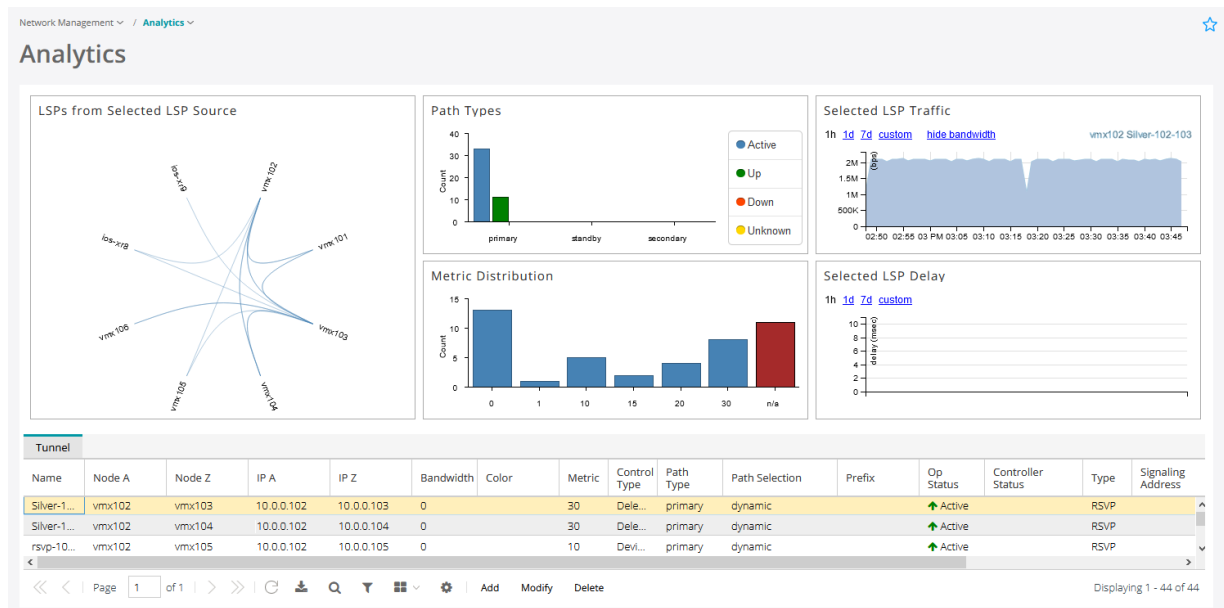 Network Management / Analytics
Analytics
LSPs from Selected LSP Source
ios-xr9
vmx102
ios-xr8
vmx101
vmx106
vmx103
vmx105
vmx104
Path Types
Count
40
30
20
10
0
primary standby secondary
Active
Up
Down
Unknown
Metric Distribution
Count
15
10
5
0
0 1 10 15 20 30 n/a
Selected LSP Traffic
1h 1d 7d custom hide bandwidth vmx102 Silver-102-103
(bps)
2M
1.5M
1M
500K
0
02:50 02:55 03 PM 03:05 03:10 03:15 03:20 03:25 03:30 03:35 03:40 03:45
Selected LSP Delay
1h 1d 7d custom
delay (msec)
10
8
6
4
2
0
Tunnel
Name Node A Node Z IP A IP Z Bandwidth Color Metric Control Type Path Type Path Selection Prefix Op Status Controller Status Type Signaling Address
Silver-1... vmx102 vmx103 10.0.0.102 10.0.0.103 0 30 Dele... primary dynamic Active RSVP
Silver-1... vmx102 vmx104 10.0.0.102 10.0.0.104 0 30 Dele... primary dynamic Active RSVP
rsvp-10... vmx102 vmx105 10.0.0.102 10.0.0.105 0 10 Devi... primary dynamic Active RSVP
Page 1 of 1 Add Modify Delete Displaying 1 - 44 of 44